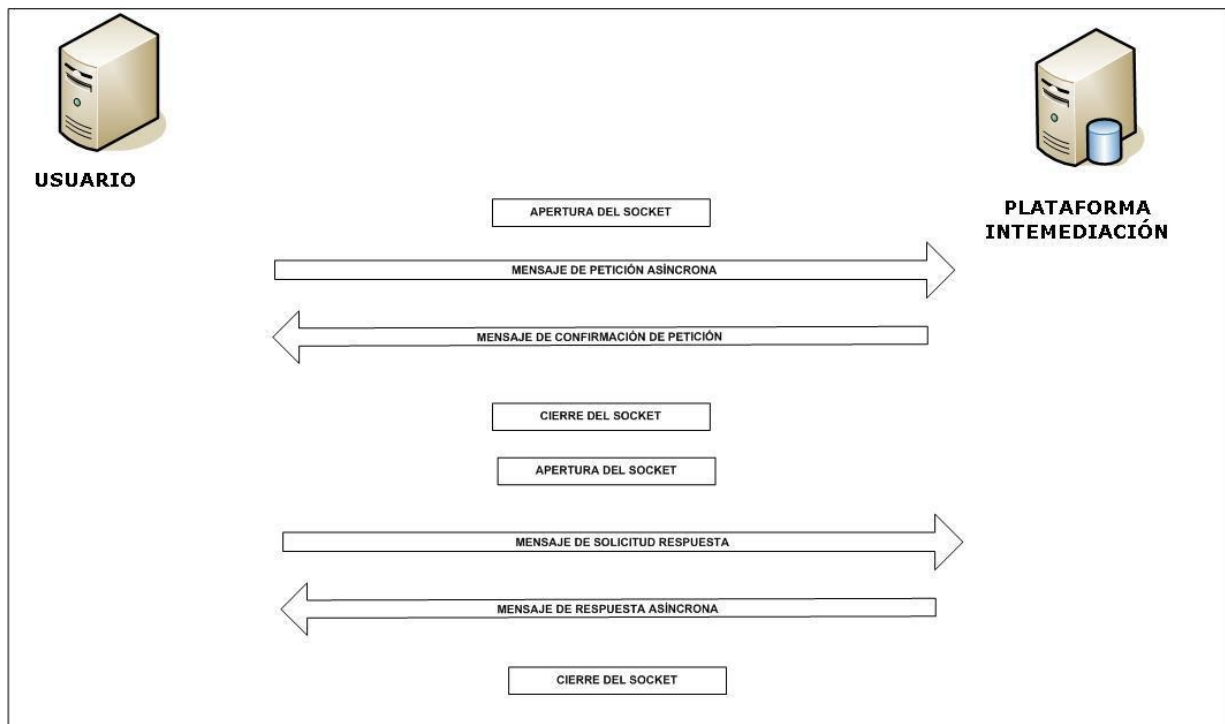 USUARIO
PLATAFORMA
INTEMEDIACIÓN
APERTURA DEL SOCKET
MENSAJE DE PETICIÓN ASÍNCRONA
MENSAJE DE CONFIRMACIÓN DE PETICIÓN
CIERRE DEL SOCKET
APERTURA DEL SOCKET
MENSAJE DE SOLICITUD RESPUESTA
MENSAJE DE RESPUESTA ASÍNCRONA
CIERRE DEL SOCKET